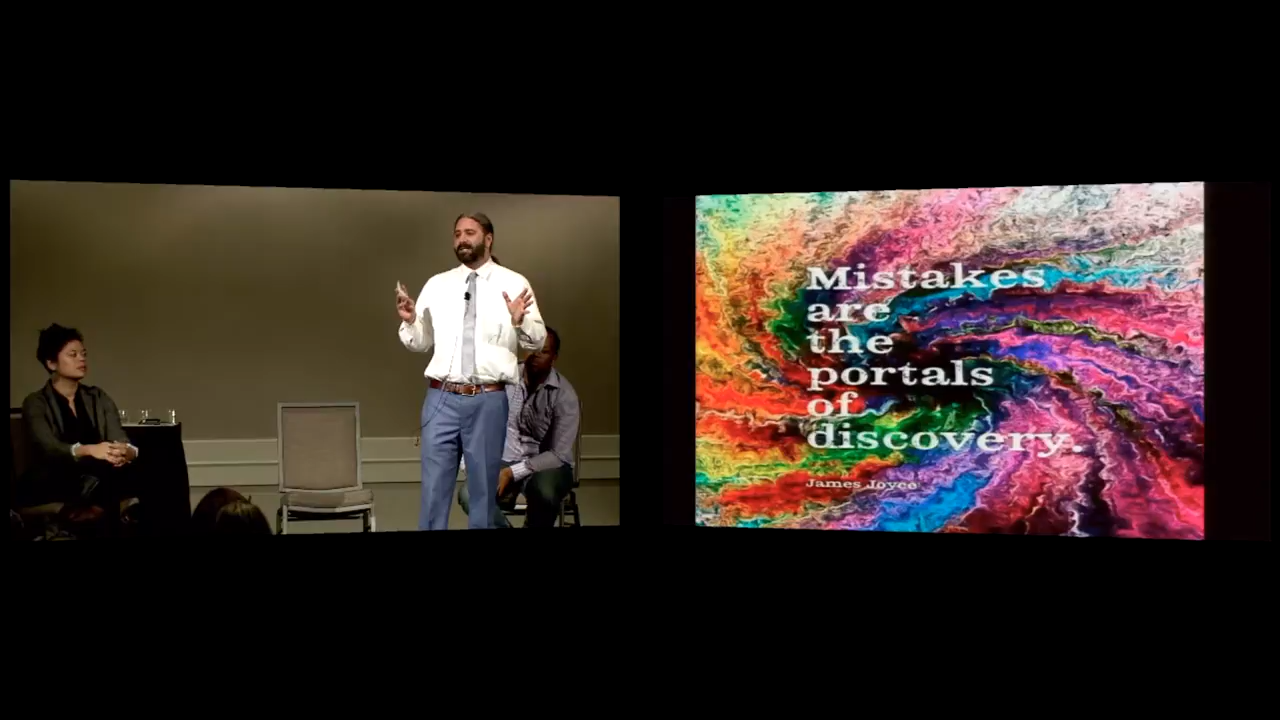 Mistakes
are
the
portals
of
discovery.
James Joyce